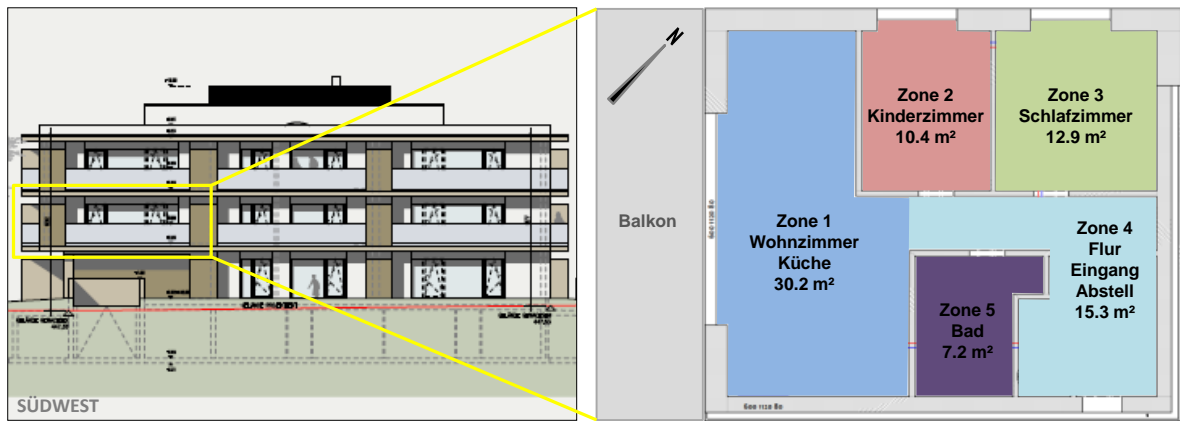 SÜDWEST
Balkon
N
Zone 1
Wohnzimmer
Küche
30.2 m²
Zone 2
Kinderzimmer
10.4 m²
Zone 3
Schlafzimmer
12.9 m²
Zone 4
Flur
Eingang
Abstell
15.3 m²
Zone 5
Bad
7.2 m²